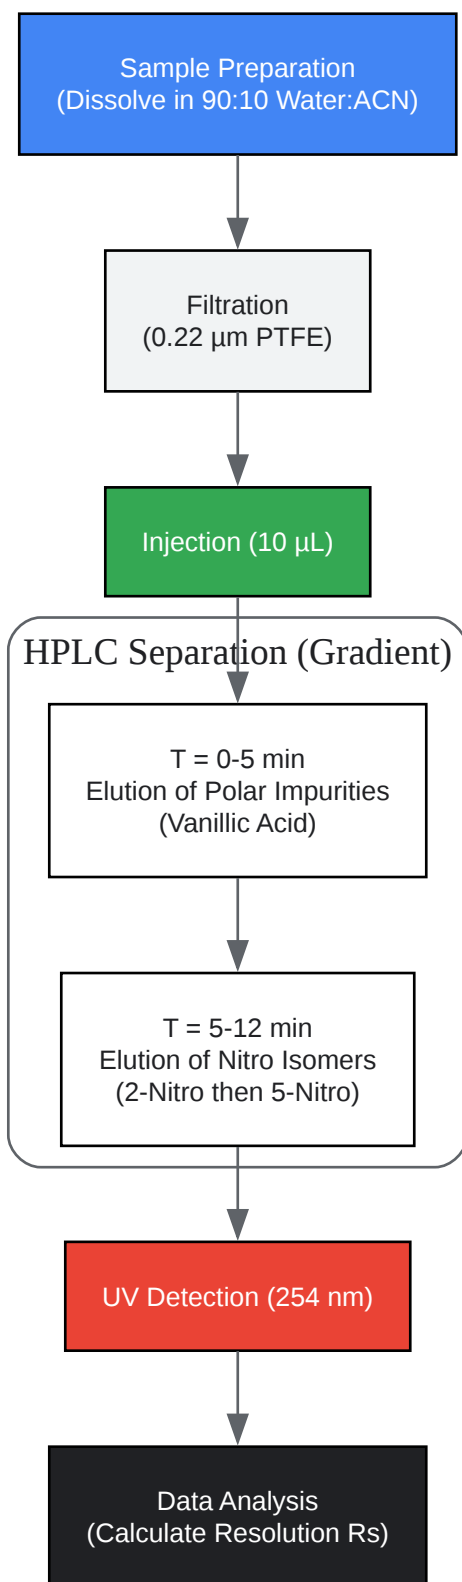 Sample Preparation
(Dissolve in 90:10 Water:ACN)
Filtration
(0.22 µm PTFE)
Injection (10 µL)
HPLC Separation (Gradient)
T = 0-5 min
Elution of Polar Impurities
(Vanillic Acid)
T = 5-12 min
Elution of Nitro Isomers
(2-Nitro then 5-Nitro)
UV Detection (254 nm)
Data Analysis
(Calculate Resolution Rs)